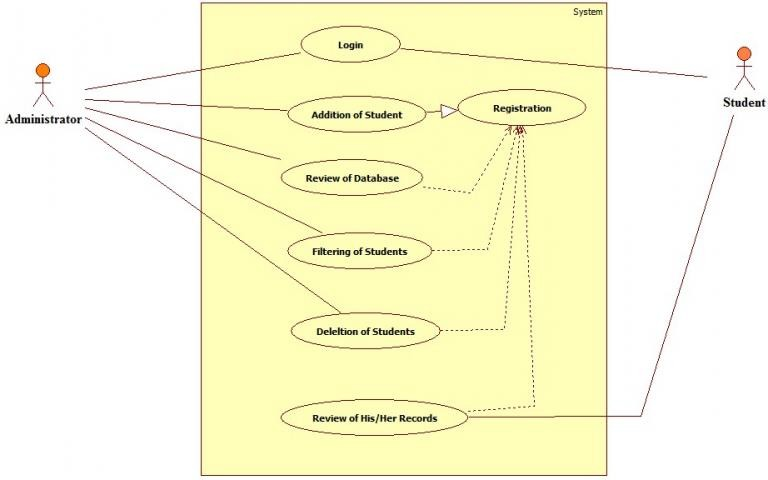 System
Login
Administrator
Student
Addition of Student
Registration
Review of Database
Filtering of Students
Deleltion of Students
Review of His/Her Records